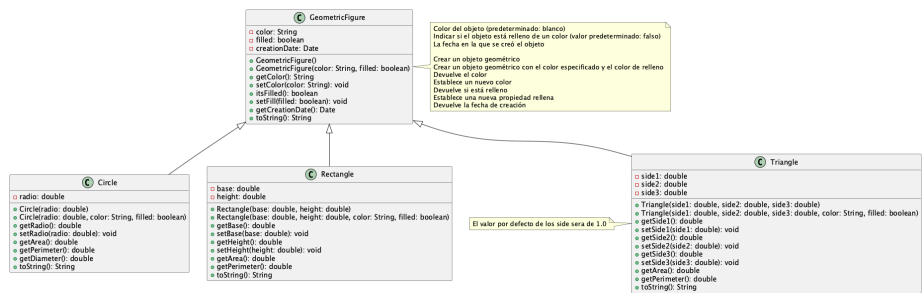 GeometricFigure
color: String
filled: boolean
creationDate: Date
GeometricFigure()
GeometricFigure(color: String, filled: boolean)
getColor(): String
setColor(color: String): void
itsFilled(): boolean
setFill(filled: boolean): void
getCreationDate(): Date
toString(): String
Color del objeto (predeterminado: blanco)
Indicar si el objeto está relleno de un color (valor predeterminado: falso)
La fecha en la que se creó el objeto
Crear un objeto geométrico
Crear un objeto geométrico con el color especificado y el color de relleno
Devuelve el color
Establece un nuevo color
Devuelve si está relleno
Establece una nueva propiedad rellena
Devuelve la fecha de creación
Circle
radio: double
Circle(radio: double)
Circle(radio: double, color: String, filled: boolean)
getRadio(): double
setRadio(radio: double): void
getArea(): double
getPerimeter(): double
getDiameter(): double
toString(): String
Rectangle
base: double
height: double
Rectangle(base: double, height: double)
Rectangle(base: double, height: double, color: String, filled: boolean)
getBase(): double
setBase(base: double): void
getHeight(): double
setHeight(height: double): void
getArea(): double
getPerimeter(): double
toString(): String
El valor por defecto de los side sera de 1.0
Triangle
side1: double
side2: double
side3: double
Triangle(side1: double, side2: double, side3: double)
Triangle(side1: double, side2: double, side3: double, color: String, filled: boolean)
getSide1(): double
setSide1(side1: double): void
getSide2(): double
setSide2(side2: double): void
getSide3(): double
setSide3(side3: double): void
getArea(): double
getPerimeter(): double
toString(): String